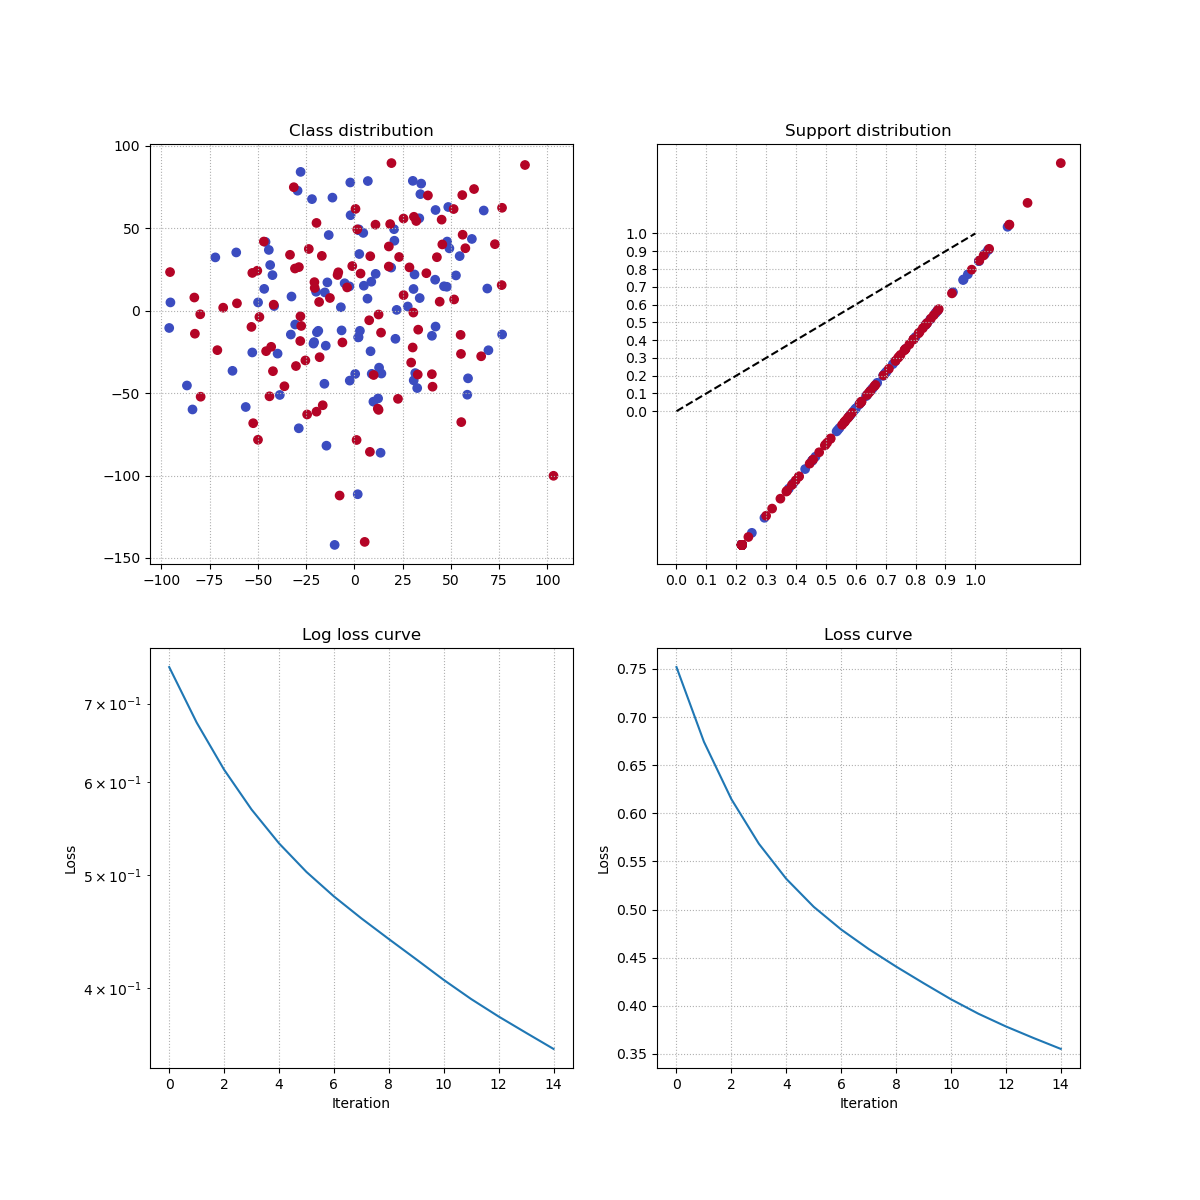 Class distribution
100
50
0
−50
−100
−150
−100 −75 −50 −25 0 25 50 75 100
Support distribution
1.0
0.9
0.8
0.7
0.6
0.5
0.4
0.3
0.2
0.1
0.0
0.0 0.1 0.2 0.3 0.4 0.5 0.6 0.7 0.8 0.9 1.0
Log loss curve
Loss
7 × 10⁻¹
6 × 10⁻¹
5 × 10⁻¹
4 × 10⁻¹
0 2 4 6 8 10 12 14
Iteration
Loss curve
Loss
0.75
0.70
0.65
0.60
0.55
0.50
0.45
0.40
0.35
0 2 4 6 8 10 12 14
Iteration